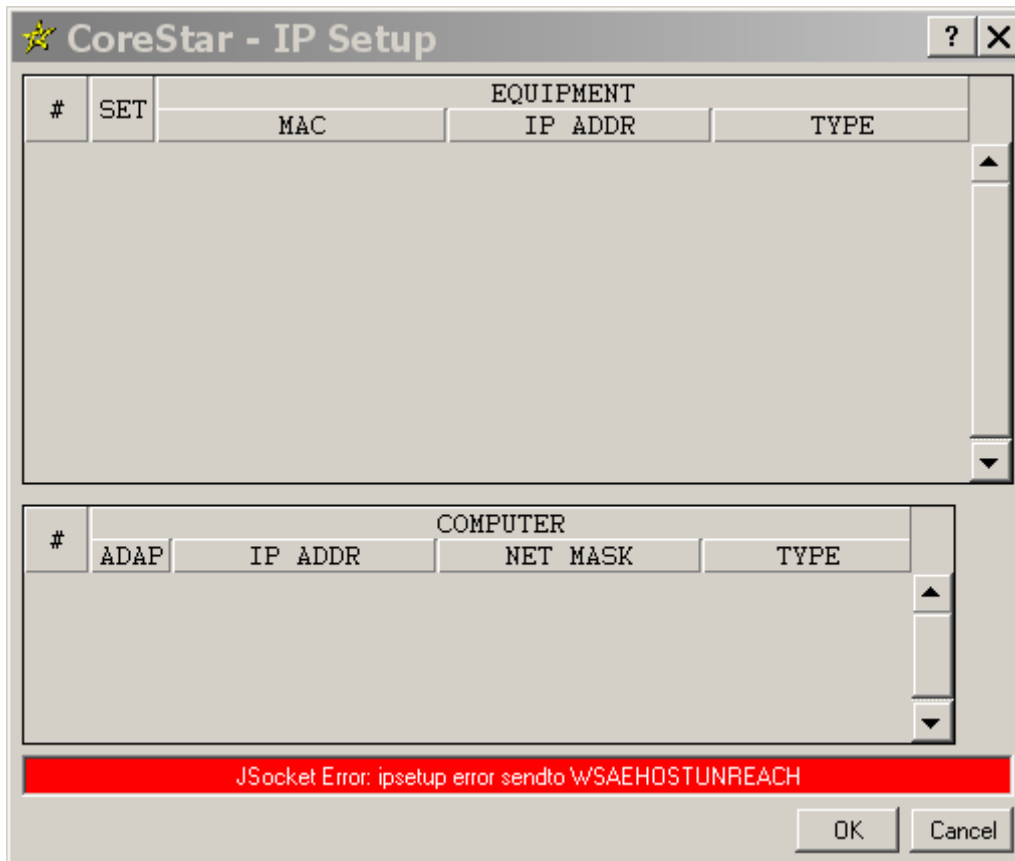 CoreStar - IP Setup
?
# SET EQUIPMENT
MAC IP ADDR TYPE
# COMPUTER
ADAP IP ADDR NET MASK TYPE
JSocket Error: ipsetup error sendto WSAEHOSTUNREACH
OK Cancel